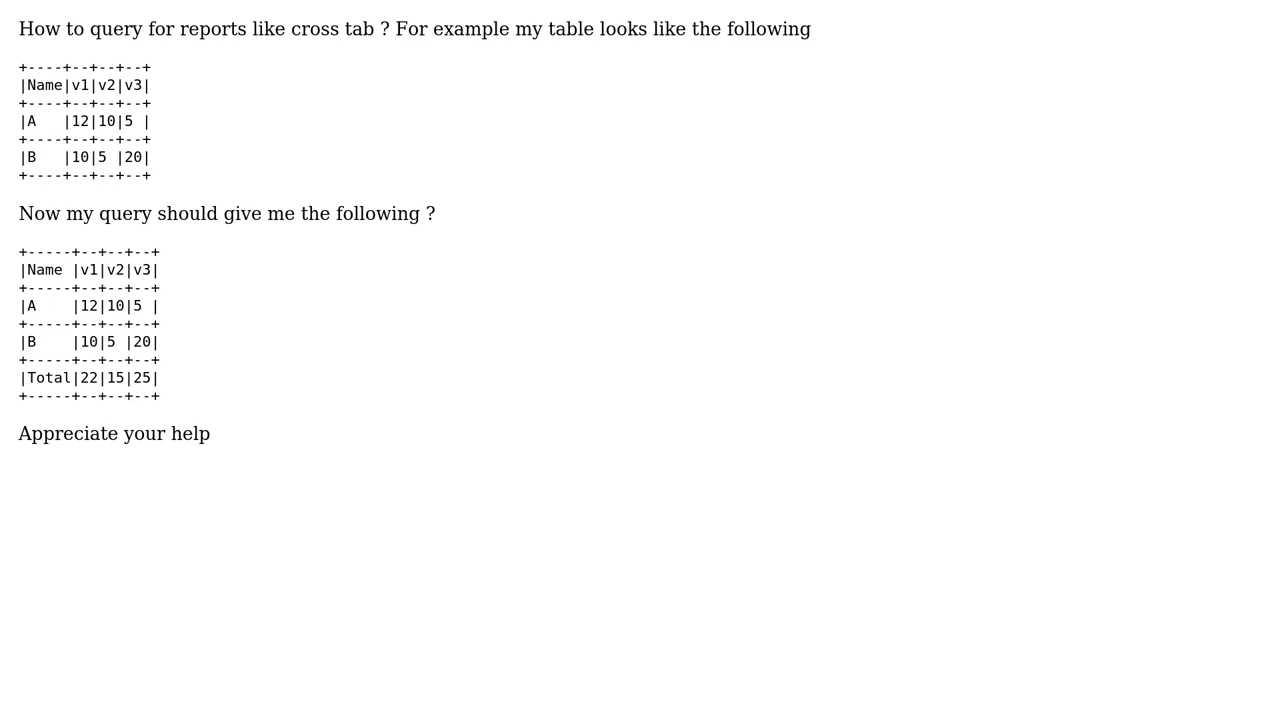 How to query for reports like cross tab ? For example my table looks like the following
+----+--+--+--+
|Name|v1|v2|v3|
+----+--+--+--+
|A   |12|10|5 |
+----+--+--+--+
|B   |10|5 |20|
+----+--+--+--+
Now my query should give me the following ?
+-----+--+--+--+
|Name |v1|v2|v3|
+-----+--+--+--+
|A    |12|10|5 |
+-----+--+--+--+
|B    |10|5 |20|
+-----+--+--+--+
|Total|22|15|25|
+-----+--+--+--+
Appreciate your help